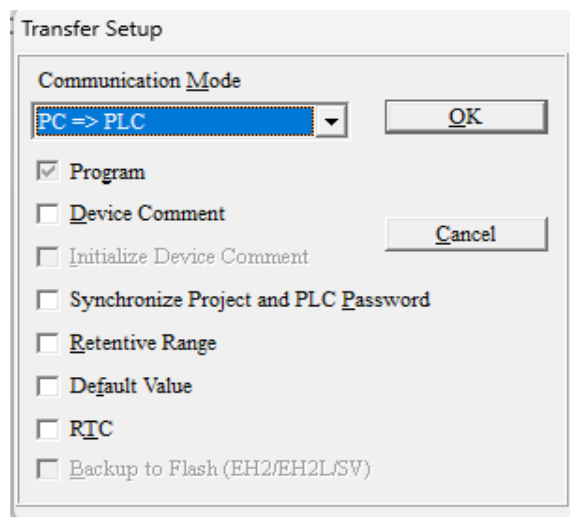 Transfer Setup
Communication Mode
PC => PLC
OK
Program
Device Comment
Cancel
Initialize Device Comment
Synchronize Project and PLC Password
Retentive Range
Default Value
RTC
Backup to Flash (EH2/EH2L/SV)